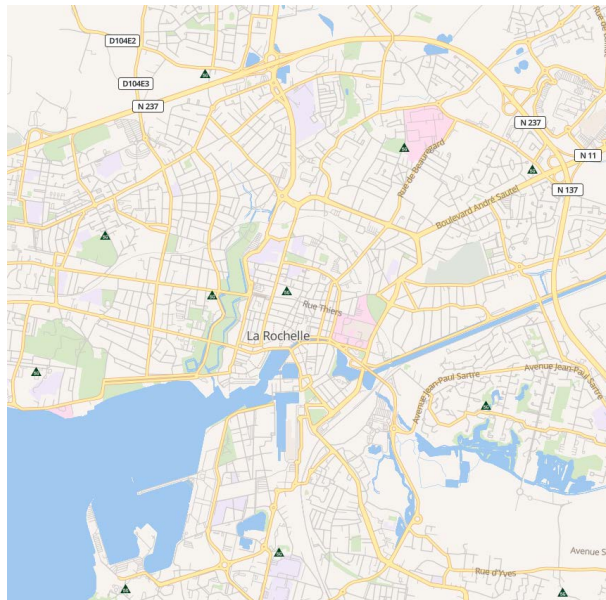 D104E2
D104E3
N 237
N 237
N 11
N 137
Rue de Beauregard
Boulevard André Sautel
Rue Thiers
La Rochelle
Avenue Jean-Paul Sartre
Avenue Jean-Paul Sartre
Avenue S
Rue d'Yves